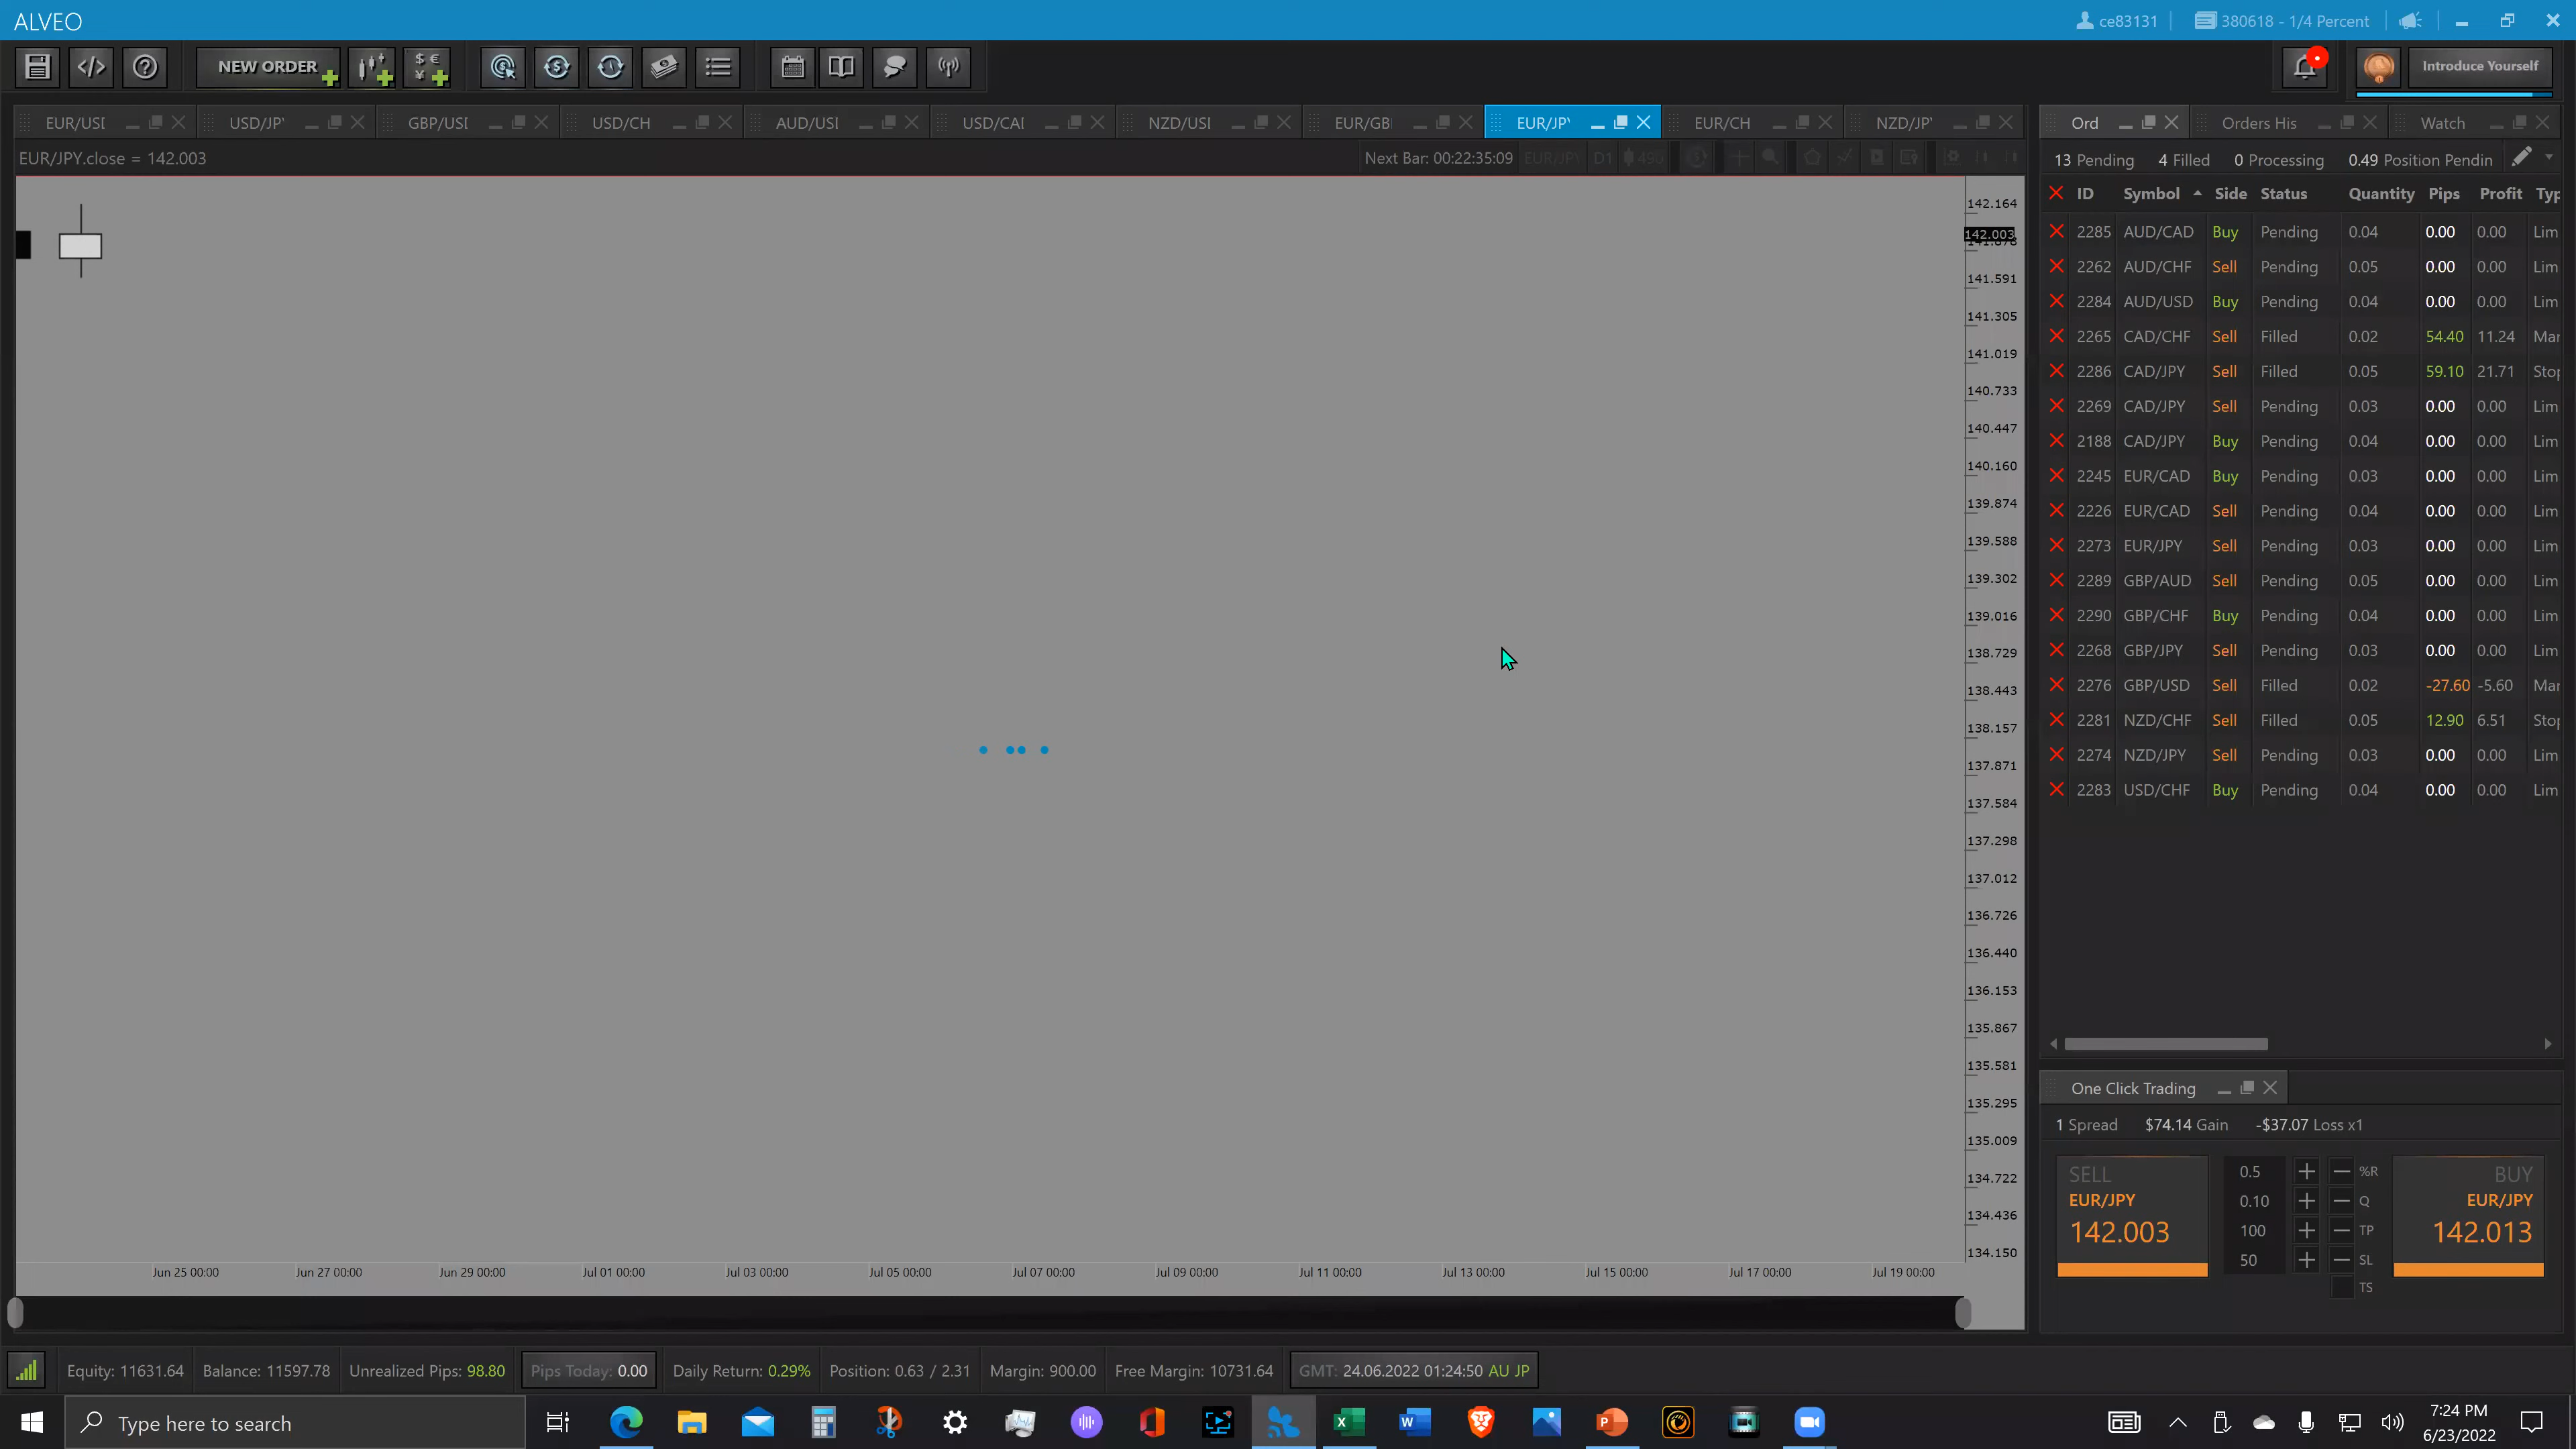 ALVEO
ce83131
380618 - 1/4 Percent
NEW ORDER
Introduce Yourself
EUR/USI
USD/JP'
GBP/USI
USD/CH
AUD/USI
USD/CAI
NZD/USI
EUR/GB
EUR/JP'
EUR/CH
NZD/JP'
Ord
Orders His
Watch
EUR/JPY.close = 142.003
Next Bar: 00:22:35:09
EUR/JPY
D1
490
13 Pending 4 Filled 0 Processing 0.49 Position Pendin
ID Symbol Side Status Quantity Pips Profit Typ
2285 AUD/CAD Buy Pending 0.04 0.00 0.00 Lim
2262 AUD/CHF Sell Pending 0.05 0.00 0.00 Lim
2284 AUD/USD Buy Pending 0.04 0.00 0.00 Lim
2265 CAD/CHF Sell Filled 0.02 54.40 11.24 Mar
2286 CAD/JPY Sell Filled 0.05 59.10 21.71 Stop
2269 CAD/JPY Sell Pending 0.03 0.00 0.00 Lim
2188 CAD/JPY Buy Pending 0.04 0.00 0.00 Lim
2245 EUR/CAD Buy Pending 0.03 0.00 0.00 Lim
2226 EUR/CAD Sell Pending 0.04 0.00 0.00 Lim
2273 EUR/JPY Sell Pending 0.03 0.00 0.00 Lim
2289 GBP/AUD Sell Pending 0.05 0.00 0.00 Lim
2290 GBP/CHF Buy Pending 0.04 0.00 0.00 Lim
2268 GBP/JPY Sell Pending 0.03 0.00 0.00 Lim
2276 GBP/USD Sell Filled 0.02 -27.60 -5.60 Mar
2281 NZD/CHF Sell Filled 0.05 12.90 6.51 Stop
2274 NZD/JPY Sell Pending 0.03 0.00 0.00 Lim
2283 USD/CHF Buy Pending 0.04 0.00 0.00 Lim
142.164
142.003
141.591
141.305
141.019
140.733
140.447
140.160
139.874
139.588
139.302
139.016
138.729
138.443
138.157
137.871
137.584
137.298
137.012
136.726
136.440
136.153
135.867
135.581
135.295
135.009
134.722
134.436
134.150
Jun 25 00:00 Jun 27 00:00 Jun 29 00:00 Jul 01 00:00 Jul 03 00:00 Jul 05 00:00 Jul 07 00:00 Jul 09 00:00 Jul 11 00:00 Jul 13 00:00 Jul 15 00:00 Jul 17 00:00 Jul 19 00:00
One Click Trading
1 Spread $74.14 Gain -$37.07 Loss x1
SELL
EUR/JPY
142.003
0.5 %R
0.10 Q
100 TP
50 SL
TS
BUY
EUR/JPY
142.013
Equity: 11631.64 Balance: 11597.78 Unrealized Pips: 98.80 Pips Today: 0.00 Daily Return: 0.29% Position: 0.63 / 2.31 Margin: 900.00 Free Margin: 10731.64 GMT: 24.06.2022 01:24:50 AU JP
Type here to search
7:24 PM
6/23/2022